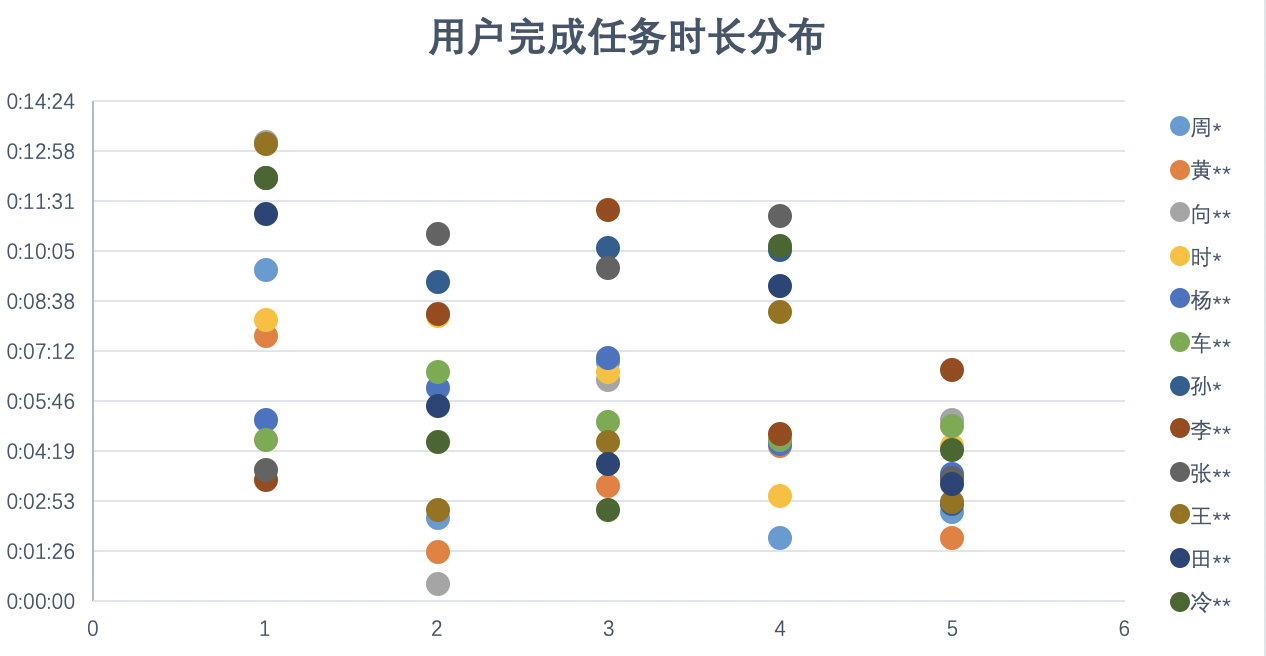 用户完成任务时长分布
0:14:24
0:12:58
0:11:31
0:10:05
0:08:38
0:07:12
0:05:46
0:04:19
0:02:53
0:01:26
0:00:00
0 1 2 3 4 5 6
周*
黄**
向**
时*
杨**
车**
孙*
李**
张**
王**
田**
冷**